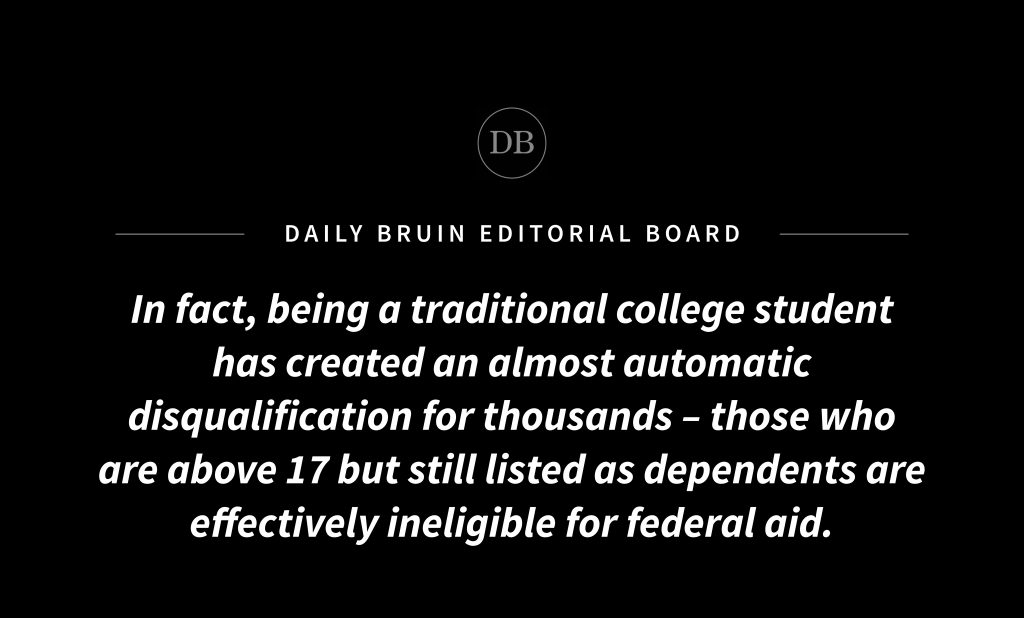 DB
DAILY BRUIN EDITORIAL BOARD
In fact, being a traditional college student
has created an almost automatic
disqualification for thousands – those who
are above 17 but still listed as dependents are
effectively ineligible for federal aid.